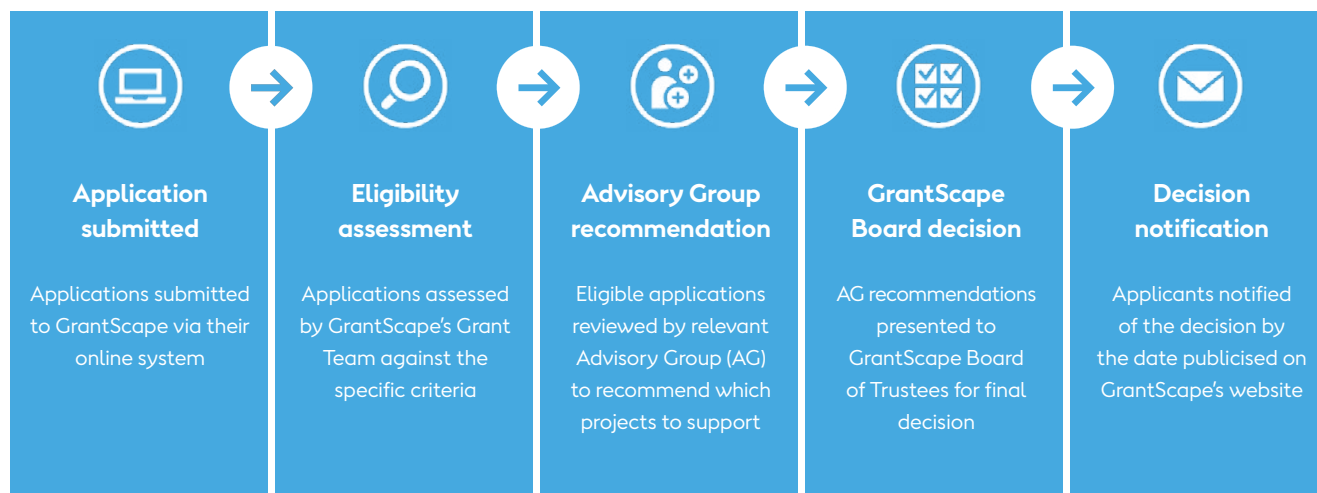 Application
submitted
Applications submitted
to GrantScape via their
online system
Eligibility
assessment
Applications assessed
by GrantScape's Grant
Team against the
specific criteria
Advisory Group
recommendation
Eligible applications
reviewed by relevant
Advisory Group (AG)
to recommend which
projects to support
GrantScape
Board decision
AG recommendations
presented to
GrantScape Board
of Trustees for final
decision
Decision
notification
Applicants notified
of the decision by
the date publicised on
GrantScape's website